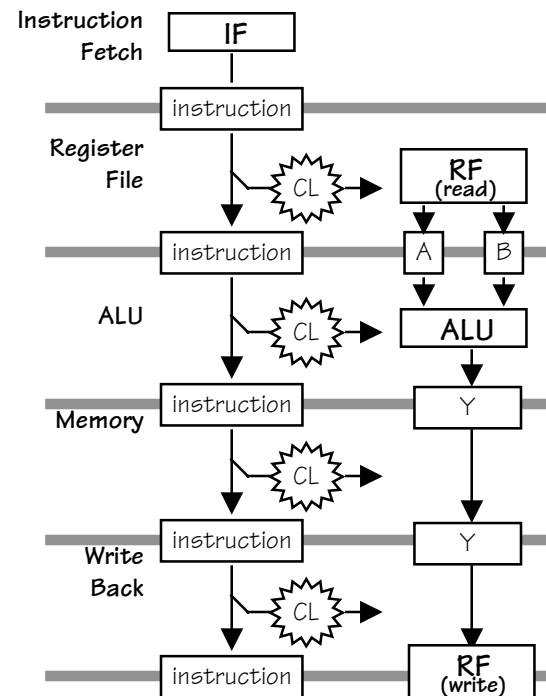 Instruction
Fetch
IF
instruction
Register
File
CL
RF
(read)
instruction
A
B
ALU
CL
ALU
instruction
Y
Memory
CL
instruction
Y
Write
Back
CL
instruction
RF
(write)